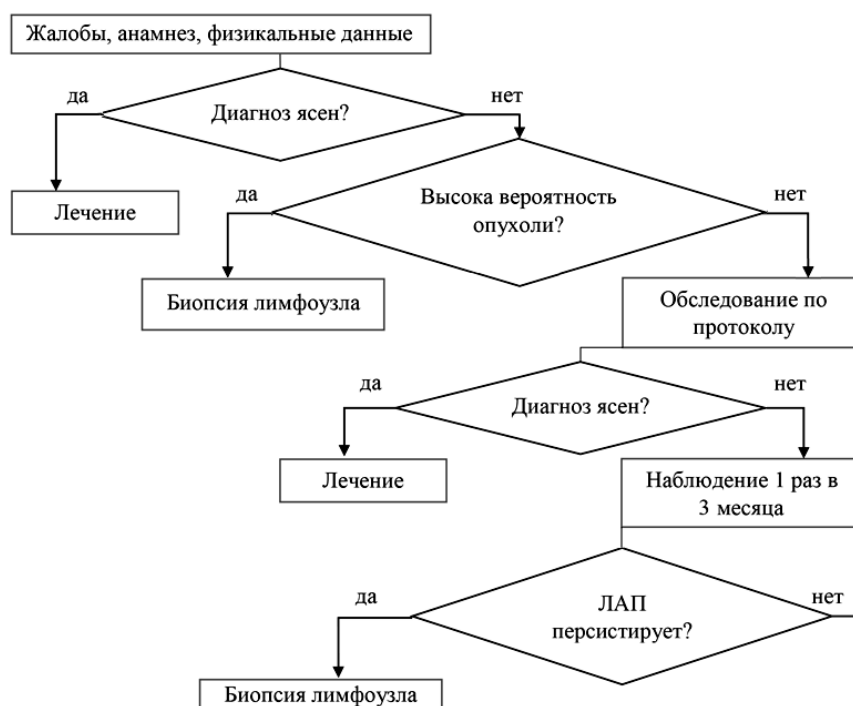 Жалобы, анамнез, физикальные данные
да
нет
Диагноз ясен?
Лечение
да
нет
Высока вероятность
опухоли?
Биопсия лимфоузла
Обследование по
протоколу
да
нет
Диагноз ясен?
Лечение
Наблюдение 1 раз в
3 месяца
да
нет
ЛАП
персистирует?
Биопсия лимфоузла